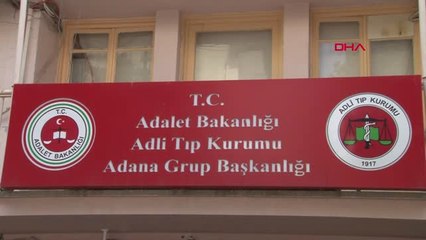 DHA
T.C.
Adalet Bakanlığı
Adli Tıp Kurumu
Adana Grup Başkanlığı
T.C.
ADALET BAKANLIĞI
ADLİ TIP KURUMU
1917